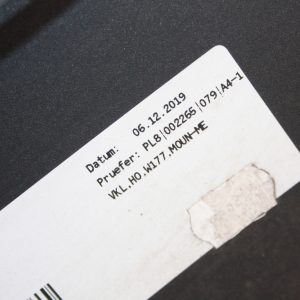 Datum: 06.12.2019
Pruefer: PL8|002265|079|A4-1
VKL.HO.W177.MOUN-ME